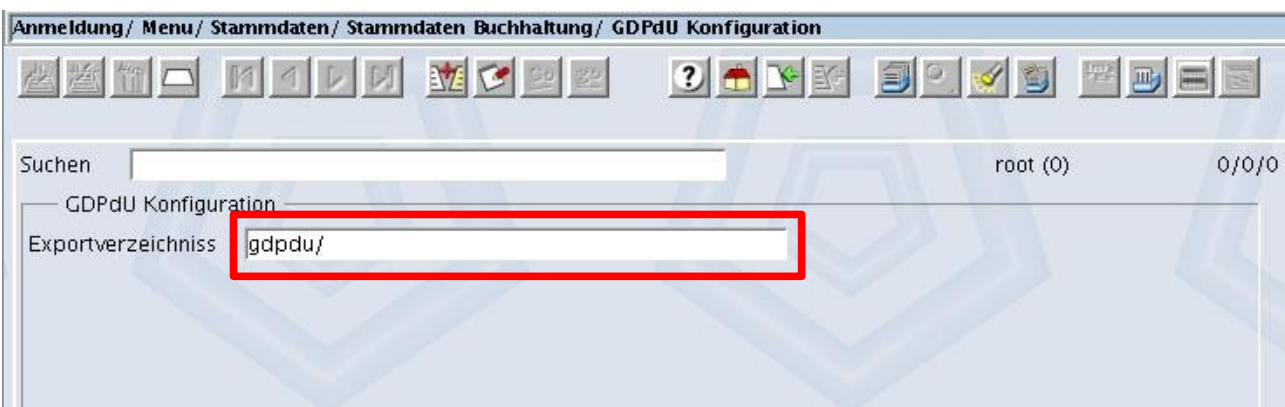 Anmeldung/ Menu/ Stammdaten/ Stammdaten Buchhaltung/ GDPdU Konfiguration
Suchen root (0) 0/0/0
GDPdU Konfiguration
Exportverzeichniss gdpdu/